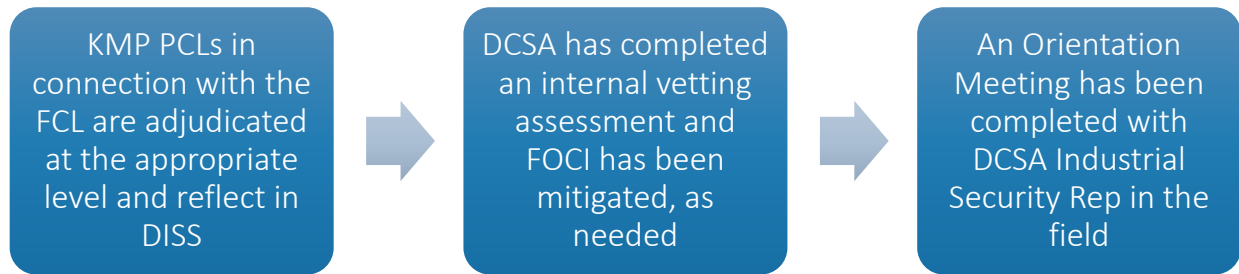 KMP PCLs in
connection with the
FCL are adjudicated
at the appropriate
level and reflect in
DISS
DCSA has completed
an internal vetting
assessment and
FOCI has been
mitigated, as
needed
An Orientation
Meeting has been
completed with
DCSA Industrial
Security Rep in the
field